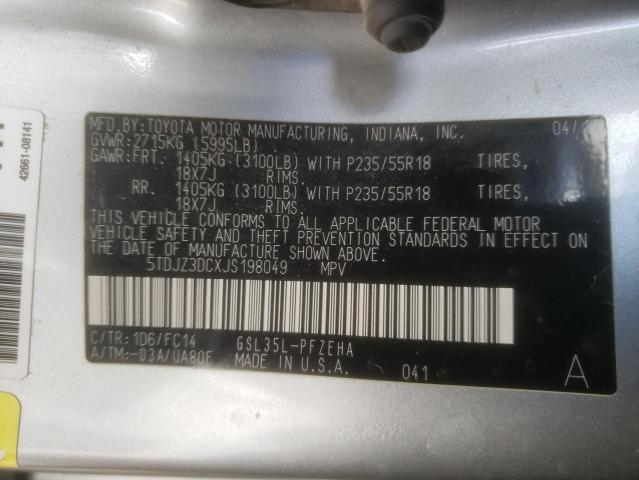 MFD.BY:TOYOTA MOTOR MANUFACTURING, INDIANA, INC. 04/
GVWR:2715KG (5995LB)
GAWR:FRT. 1405KG (3100LB) WITH P235/55R18 TIRES,
18X7J RIMS.
RR. 1405KG (3100LB) WITH P235/55R18 TIRES,
18X7J RIMS.
THIS VEHICLE CONFORMS TO ALL APPLICABLE FEDERAL MOTOR
VEHICLE SAFETY AND THEFT PREVENTION STANDARDS IN EFFECT ON
THE DATE OF MANUFACTURE SHOWN ABOVE.
5TDJZ3DCXJS198049 MPV
C/TR:1D6/FC14 GSL35L-PFZEHA
A/TM:-03A/UA80F MADE IN U.S.A. 041 A
42661-08141